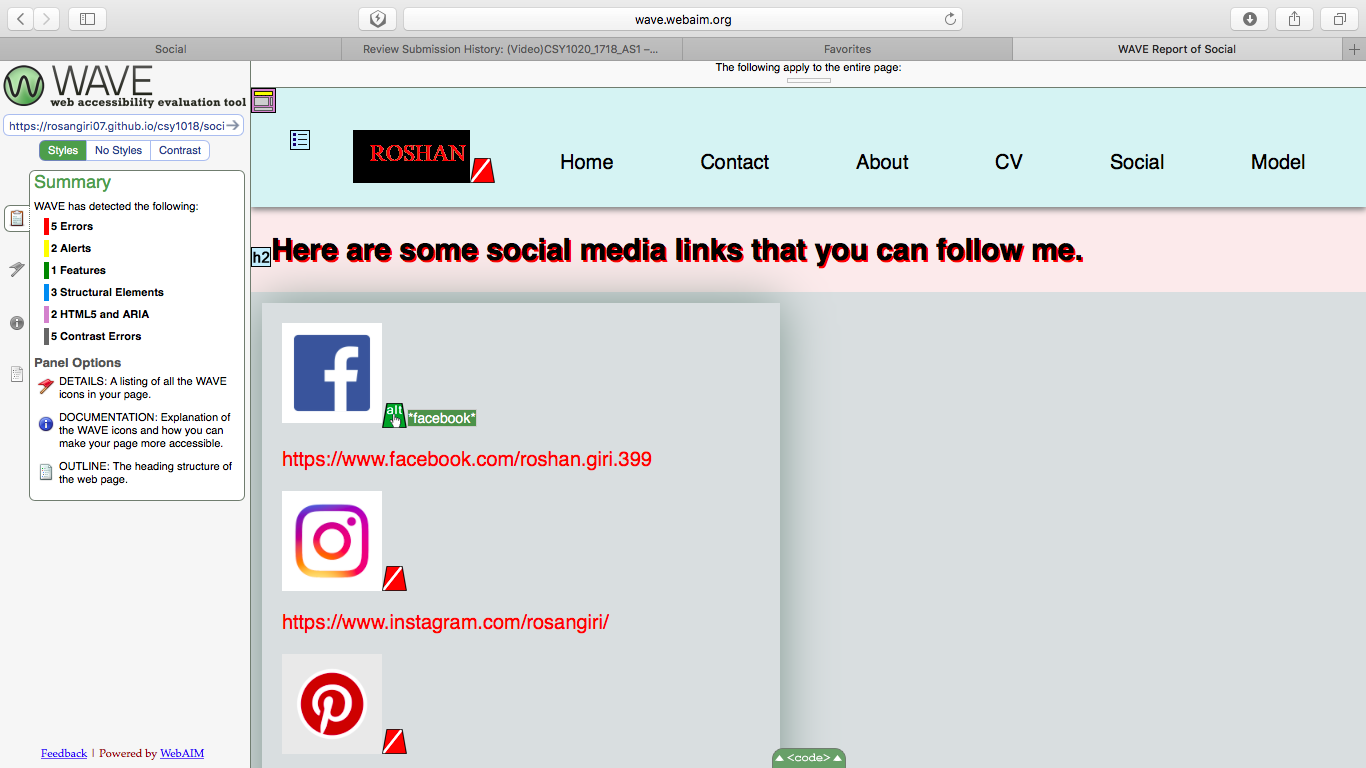 wave.webaim.org
Social
Review Submission History: (Video)CSY1020_1718_AS1 –...
Favorites
WAVE Report of Social
WAVE
web accessibility evaluation tool
https://rosangiri07.github.io/csy1018/soci
Styles
No Styles
Contrast
Summary
WAVE has detected the following:
5 Errors
2 Alerts
1 Features
3 Structural Elements
2 HTML5 and ARIA
5 Contrast Errors
Panel Options
DETAILS: A listing of all the WAVE
icons in your page.
DOCUMENTATION: Explanation of
the WAVE icons and how you can
make your page more accessible.
OUTLINE: The heading structure of
the web page.
Feedback | Powered by WebAIM
The following apply to the entire page:
ROSHAN
Home
Contact
About
CV
Social
Model
h2
Here are some social media links that you can follow me.
alt
*facebook*
https://www.facebook.com/roshan.giri.399
https://www.instagram.com/rosangiri/
<code>